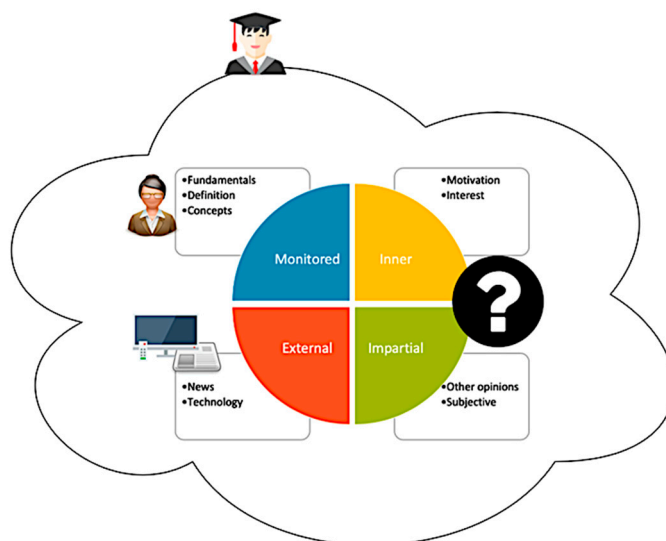 •Fundamentals
•Definition
•Concepts
•Motivation
•Interest
Monitored
Inner
?
External
Impartial
•News
•Technology
•Other opinions
•Subjective